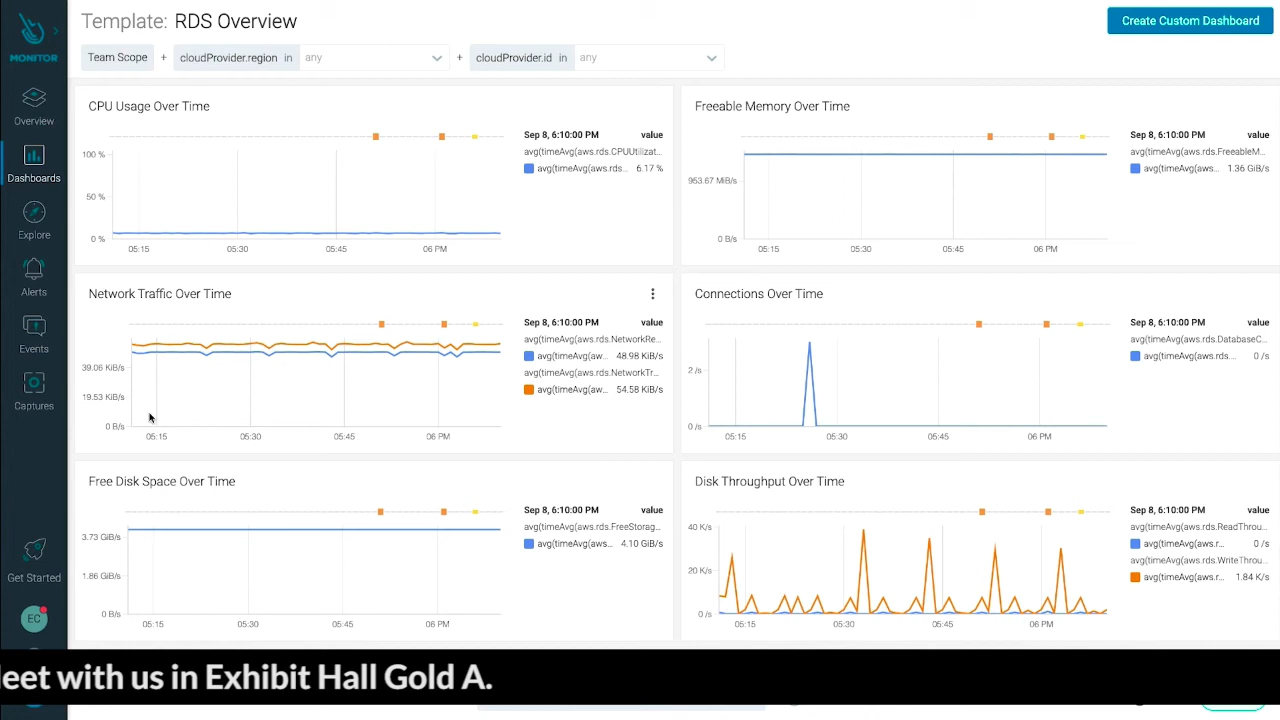 Template: RDS Overview
Create Custom Dashboard
Team Scope + cloudProvider.region in any + cloudProvider.id in any
MONITOR
Overview
Dashboards
Explore
Alerts
Events
Captures
Get Started
EC
CPU Usage Over Time
100 %
50 %
0 %
05:15 05:30 05:45 06 PM
Sep 8, 6:10:00 PM value
avg(timeAvg(aws.rds.CPUUtilizat...
avg(timeAvg(aws.rds... 6.17 %
Freeable Memory Over Time
953.67 MiB/s
0 B/s
05:15 05:30 05:45 06 PM
Sep 8, 6:10:00 PM value
avg(timeAvg(aws.rds.FreeableM...
avg(timeAvg(aws... 1.36 GiB/s
Network Traffic Over Time
39.06 KiB/s
19.53 KiB/s
0 B/s
05:15 05:30 05:45 06 PM
Sep 8, 6:10:00 PM value
avg(timeAvg(aws.rds.NetworkRe...
avg(timeAvg(aw... 48.98 KiB/s
avg(timeAvg(aws.rds.NetworkTr...
avg(timeAvg(aw... 54.58 KiB/s
Connections Over Time
2 /s
0 /s
05:15 05:30 05:45 06 PM
Sep 8, 6:10:00 PM value
avg(timeAvg(aws.rds.DatabaseC...
avg(timeAvg(aws.rds... 0 /s
Free Disk Space Over Time
3.73 GiB/s
1.86 GiB/s
0 B/s
05:15 05:30 05:45 06 PM
Sep 8, 6:10:00 PM value
avg(timeAvg(aws.rds.FreeStorag...
avg(timeAvg(aws... 4.10 GiB/s
Disk Throughput Over Time
40 K/s
20 K/s
0 /s
05:15 05:30 05:45 06 PM
Sep 8, 6:10:00 PM value
avg(timeAvg(aws.rds.ReadThrou...
avg(timeAvg(aws.r... 0 /s
avg(timeAvg(aws.rds.WriteThrou...
avg(timeAvg(aws.r... 1.84 K/s
leet with us in Exhibit Hall Gold A.